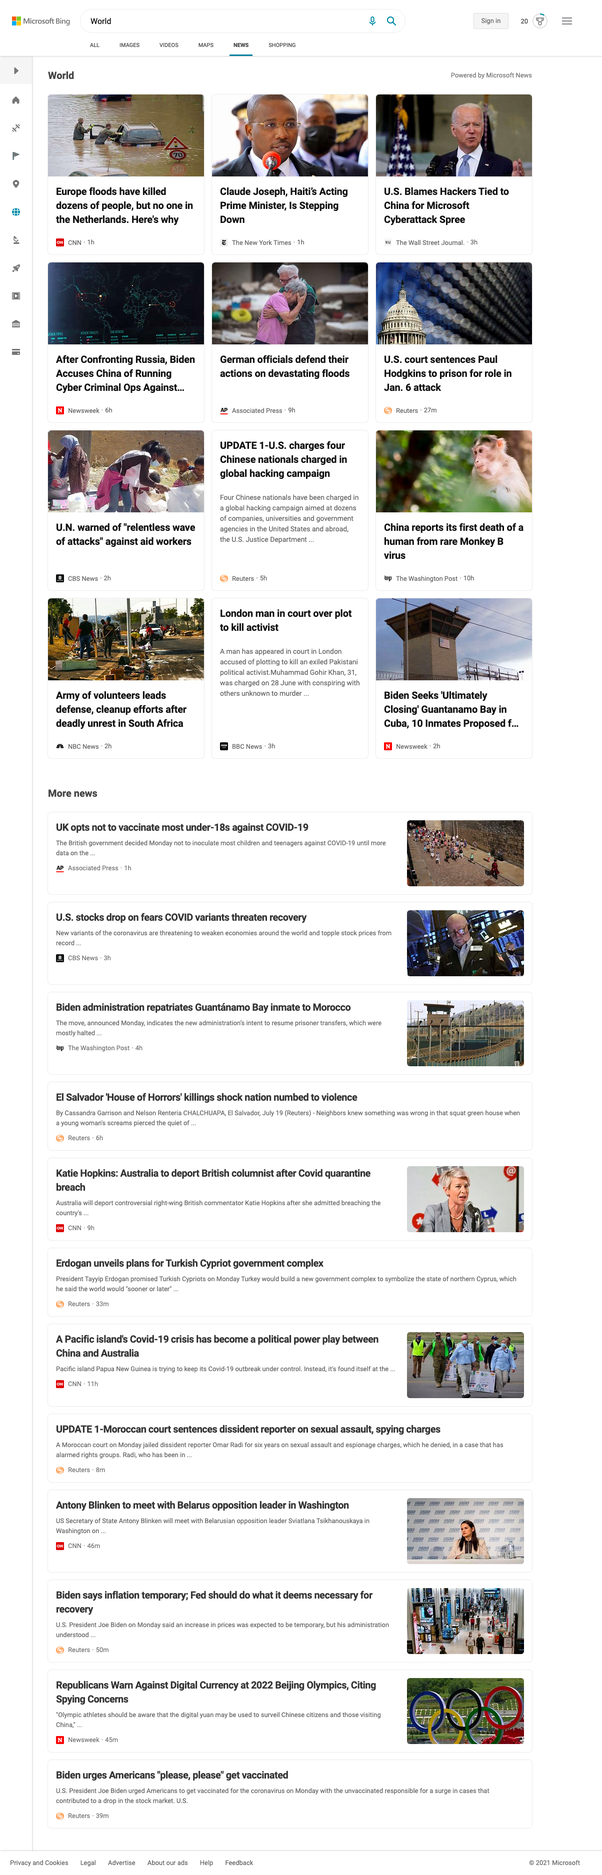 Microsoft Bing
World
Sign in
20
ALL IMAGES VIDEOS MAPS NEWS SHOPPING
World
Powered by Microsoft News
Europe floods have killed
dozens of people, but no one in
the Netherlands. Here's why
CNN · 1h
Claude Joseph, Haiti's Acting
Prime Minister, Is Stepping
Down
The New York Times · 1h
U.S. Blames Hackers Tied to
China for Microsoft
Cyberattack Spree
The Wall Street Journal. · 3h
After Confronting Russia, Biden
Accuses China of Running
Cyber Criminal Ops Against...
Newsweek · 6h
German officials defend their
actions on devastating floods
AP Associated Press · 9h
U.S. court sentences Paul
Hodgkins to prison for role in
Jan. 6 attack
Reuters · 27m
U.N. warned of "relentless wave
of attacks" against aid workers
CBS News · 2h
UPDATE 1-U.S. charges four
Chinese nationals charged in
global hacking campaign
Four Chinese nationals have been charged in
a global hacking campaign aimed at dozens
of companies, universities and government
agencies in the United States and abroad,
the U.S. Justice Department ...
Reuters · 5h
China reports its first death of a
human from rare Monkey B
virus
wp The Washington Post · 10h
Army of volunteers leads
defense, cleanup efforts after
deadly unrest in South Africa
NBC News · 2h
London man in court over plot
to kill activist
A man has appeared in court in London
accused of plotting to kill an exiled Pakistani
political activist.Muhammad Gohir Khan, 31,
was charged on 28 June with conspiring with
others unknown to murder ...
BBC News · 3h
Biden Seeks 'Ultimately
Closing' Guantanamo Bay in
Cuba, 10 Inmates Proposed f...
Newsweek · 2h
More news
UK opts not to vaccinate most under-18s against COVID-19
The British government decided Monday not to inoculate most children and teenagers against COVID-19 until more
data on the ...
AP Associated Press · 1h
U.S. stocks drop on fears COVID variants threaten recovery
New variants of the coronavirus are threatening to weaken economies around the world and topple stock prices from
record ...
CBS News · 3h
Biden administration repatriates Guantánamo Bay inmate to Morocco
The move, announced Monday, indicates the new administration's intent to resume prisoner transfers, which were
mostly halted ...
wp The Washington Post · 4h
El Salvador 'House of Horrors' killings shock nation numbed to violence
By Cassandra Garrison and Nelson Renteria CHALCHUAPA, El Salvador, July 19 (Reuters) - Neighbors knew something was wrong in that squat green house when
a young woman's screams pierced the quiet of ...
Reuters · 6h
Katie Hopkins: Australia to deport British columnist after Covid quarantine
breach
Australia will deport controversial right-wing British commentator Katie Hopkins after she admitted breaching the
country's ...
CNN · 9h
Erdogan unveils plans for Turkish Cypriot government complex
President Tayyip Erdogan promised Turkish Cypriots on Monday Turkey would build a new government complex to symbolize the state of northern Cyprus, which
he said the world would "sooner or later" ...
Reuters · 33m
A Pacific island's Covid-19 crisis has become a political power play between
China and Australia
Pacific island Papua New Guinea is trying to keep its Covid-19 outbreak under control. Instead, it's found itself at the ...
CNN · 11h
UPDATE 1-Moroccan court sentences dissident reporter on sexual assault, spying charges
A Moroccan court on Monday jailed dissident reporter Omar Radi for six years on sexual assault and espionage charges, which he denied, in a case that has
alarmed rights groups. Radi, who has been in ...
Reuters · 8m
Antony Blinken to meet with Belarus opposition leader in Washington
US Secretary of State Antony Blinken will meet with Belarusian opposition leader Sviatlana Tsikhanouskaya in
Washington on ...
CNN · 46m
Biden says inflation temporary; Fed should do what it deems necessary for
recovery
U.S. President Joe Biden on Monday said an increase in prices was expected to be temporary, but his administration
understood ...
Reuters · 50m
Republicans Warn Against Digital Currency at 2022 Beijing Olympics, Citing
Spying Concerns
"Olympic athletes should be aware that the digital yuan may be used to surveil Chinese citizens and those visiting
China," ...
Newsweek · 45m
Biden urges Americans "please, please" get vaccinated
U.S. President Joe Biden urged Americans to get vaccinated for the coronavirus on Monday with the unvaccinated responsible for a surge in cases that
contributed to a drop in the stock market. U.S.
Reuters · 39m
Privacy and Cookies Legal Advertise About our ads Help Feedback
© 2021 Microsoft